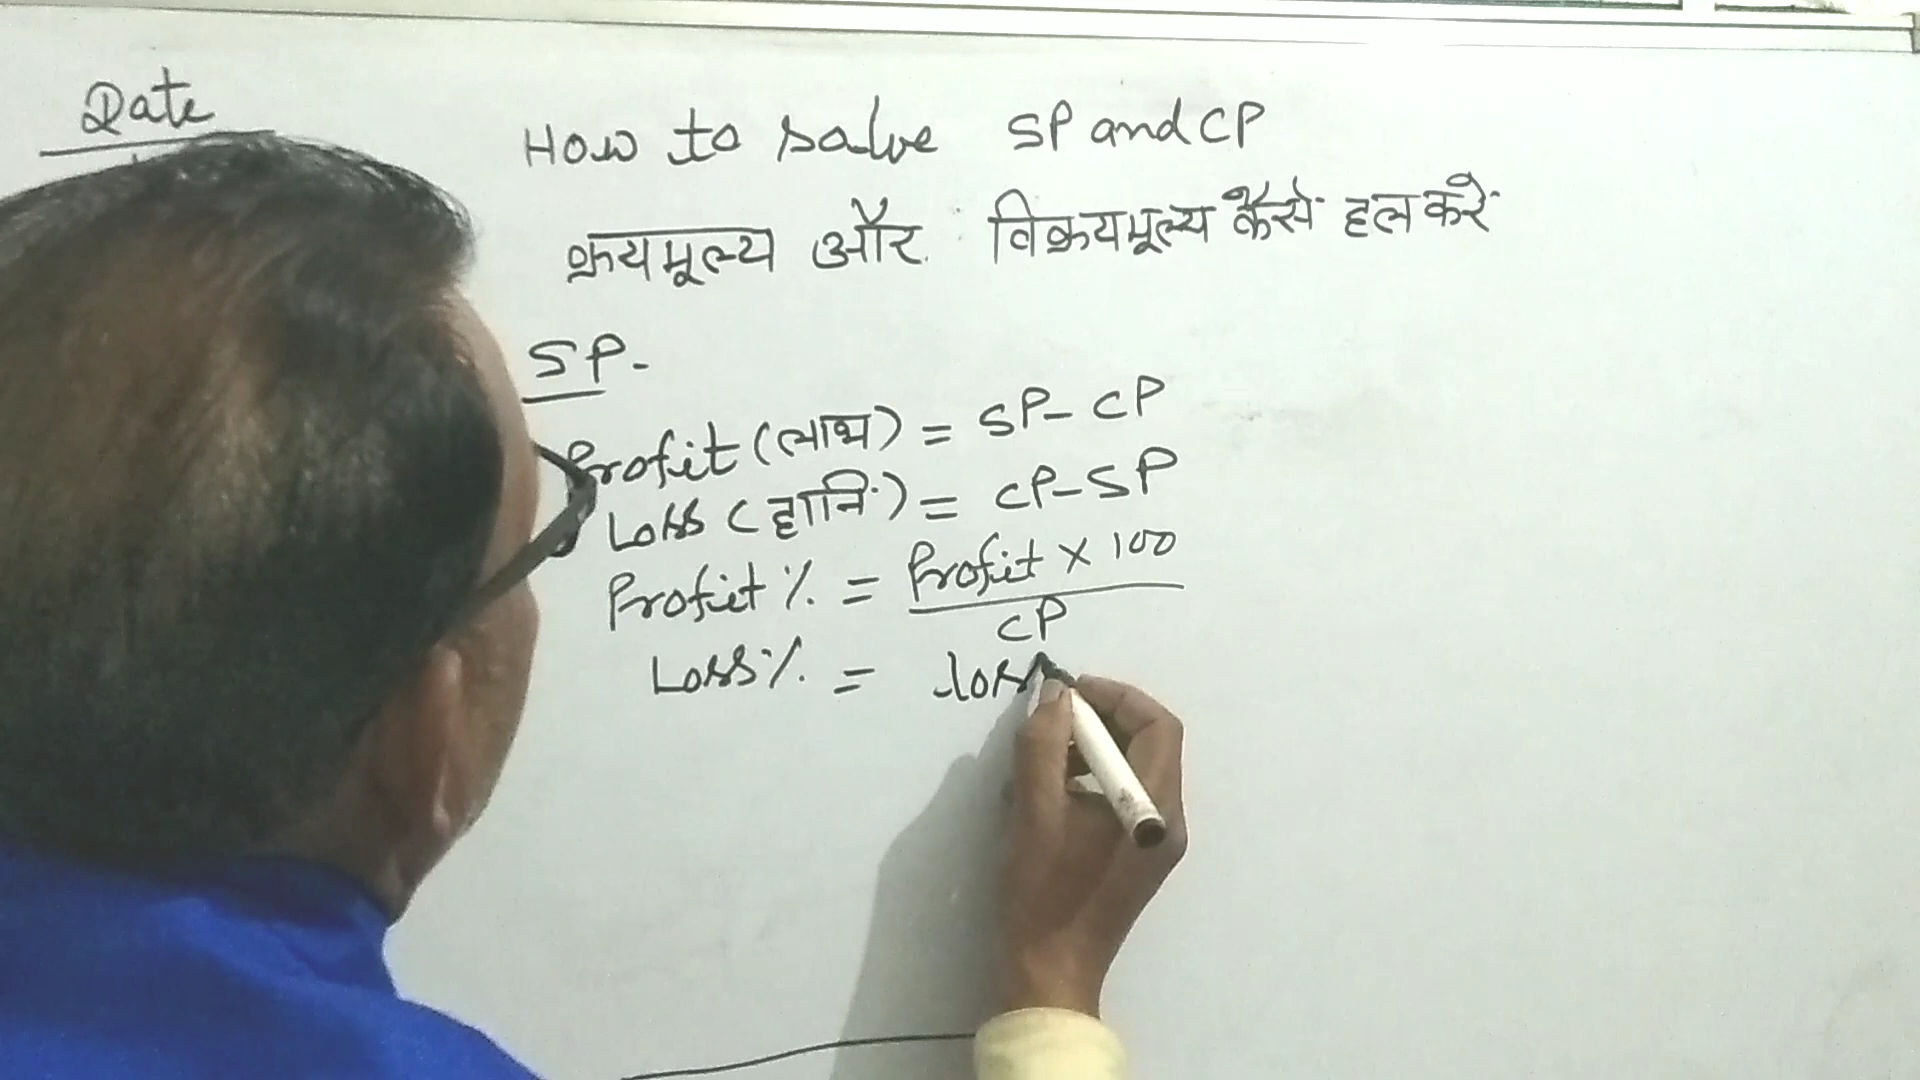 Date
How to solve SP and CP
क्रयमूल्य और विक्रयमूल्य कैसे हल करें
SP-
Profit (लाभ) = SP- CP
Loss (हानि) = CP-SP
Profit % = Profit × 100
CP
Loss % = loss